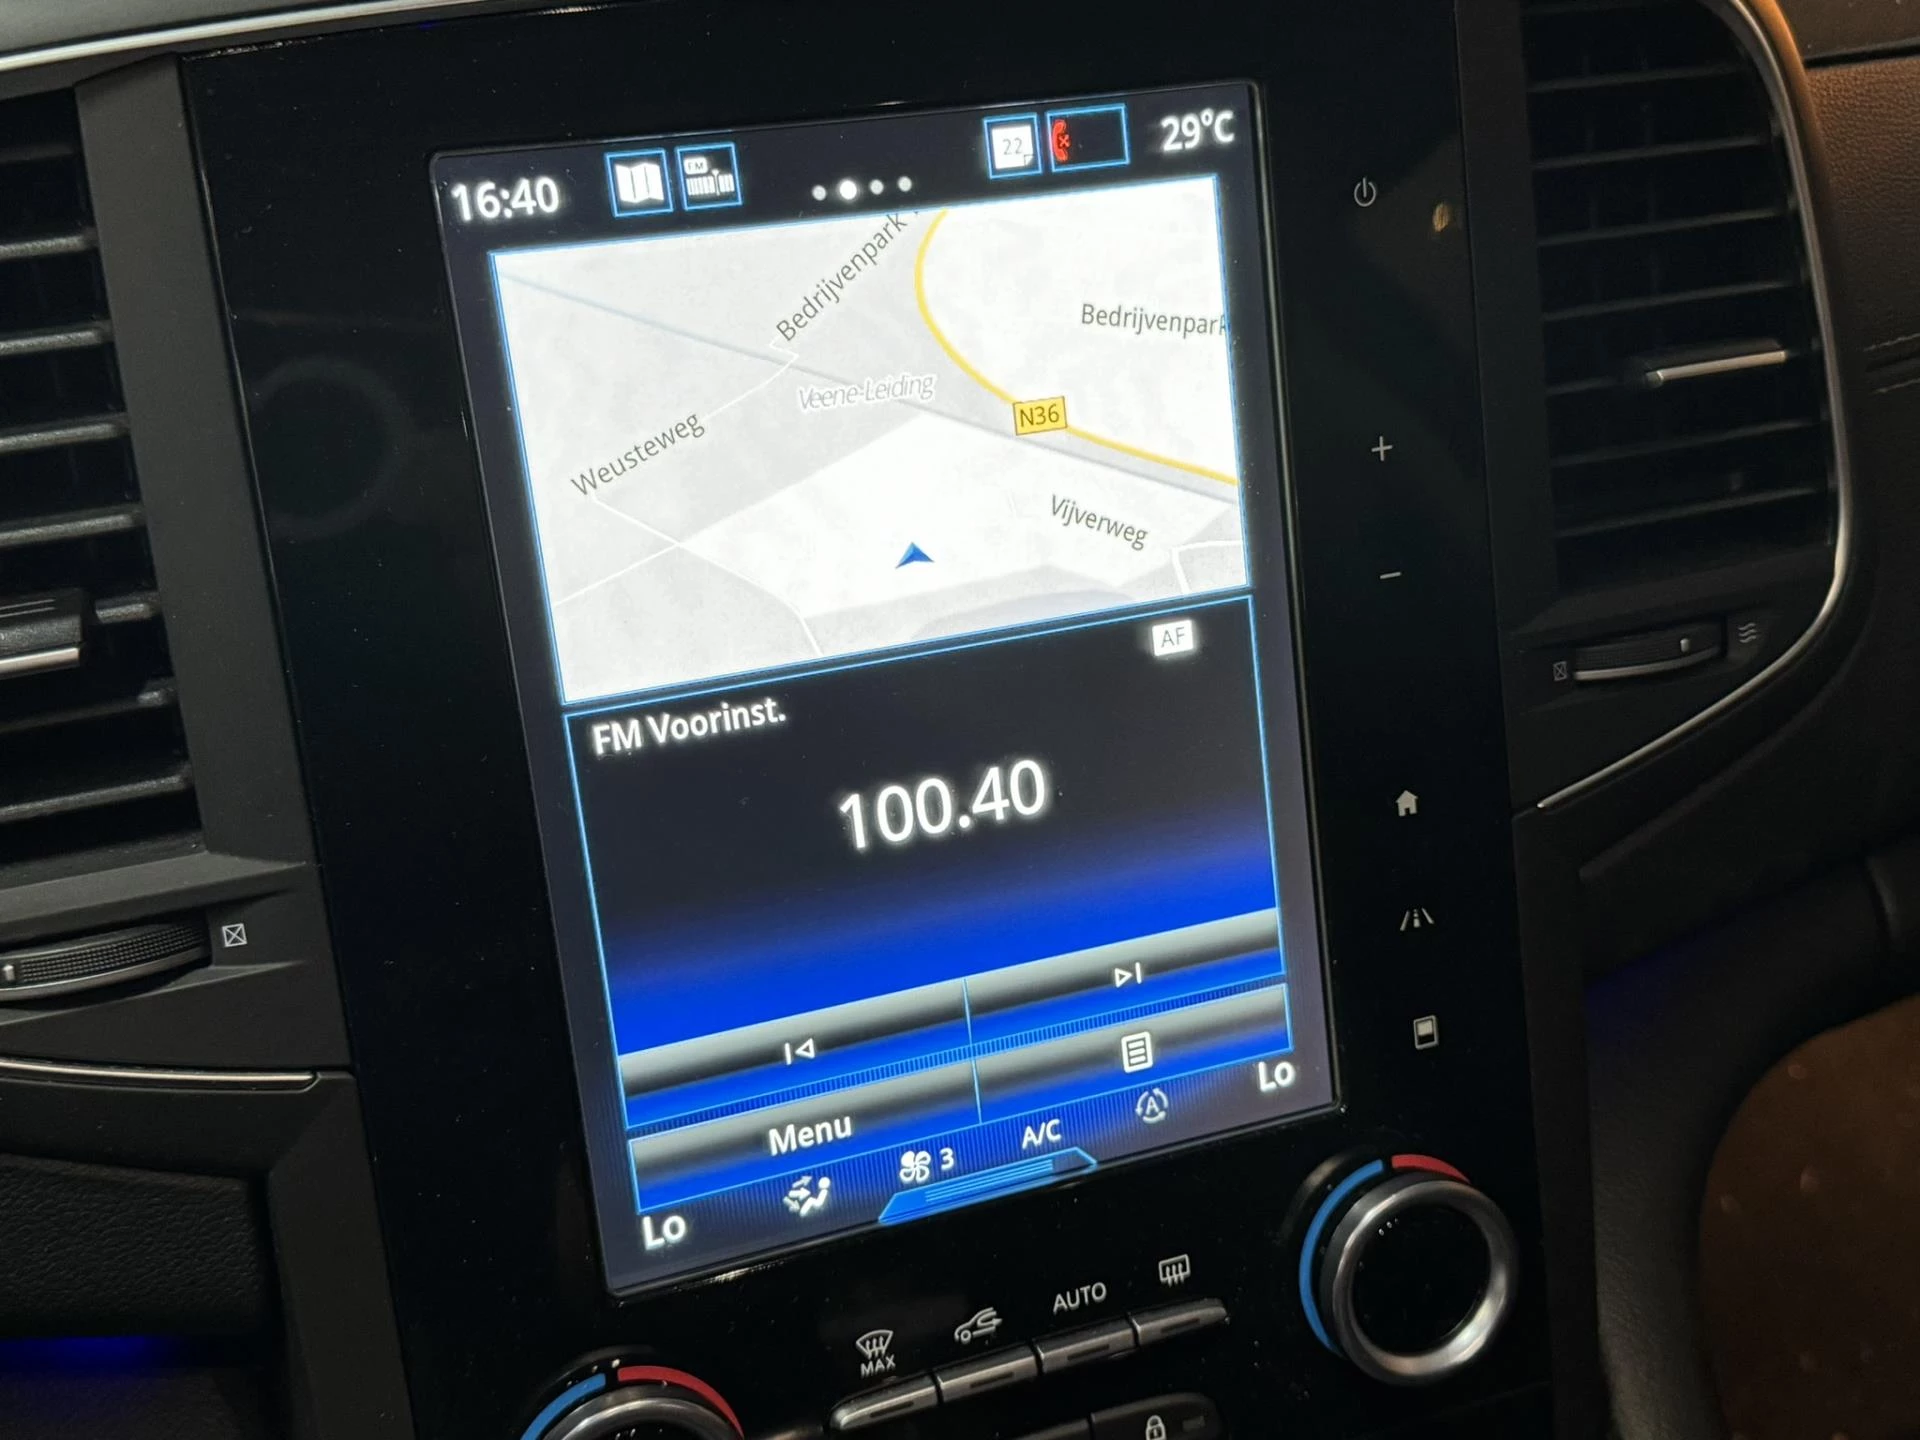 16:40
FM
22
29°C
Bedrijvenpark
Bedrijvenpark
Veene-Leiding
N36
Weusteweg
Vijverweg
AF
FM Voorinst.
100.40
Menu
Lo
3
A/C
A
Lo
MAX
AUTO